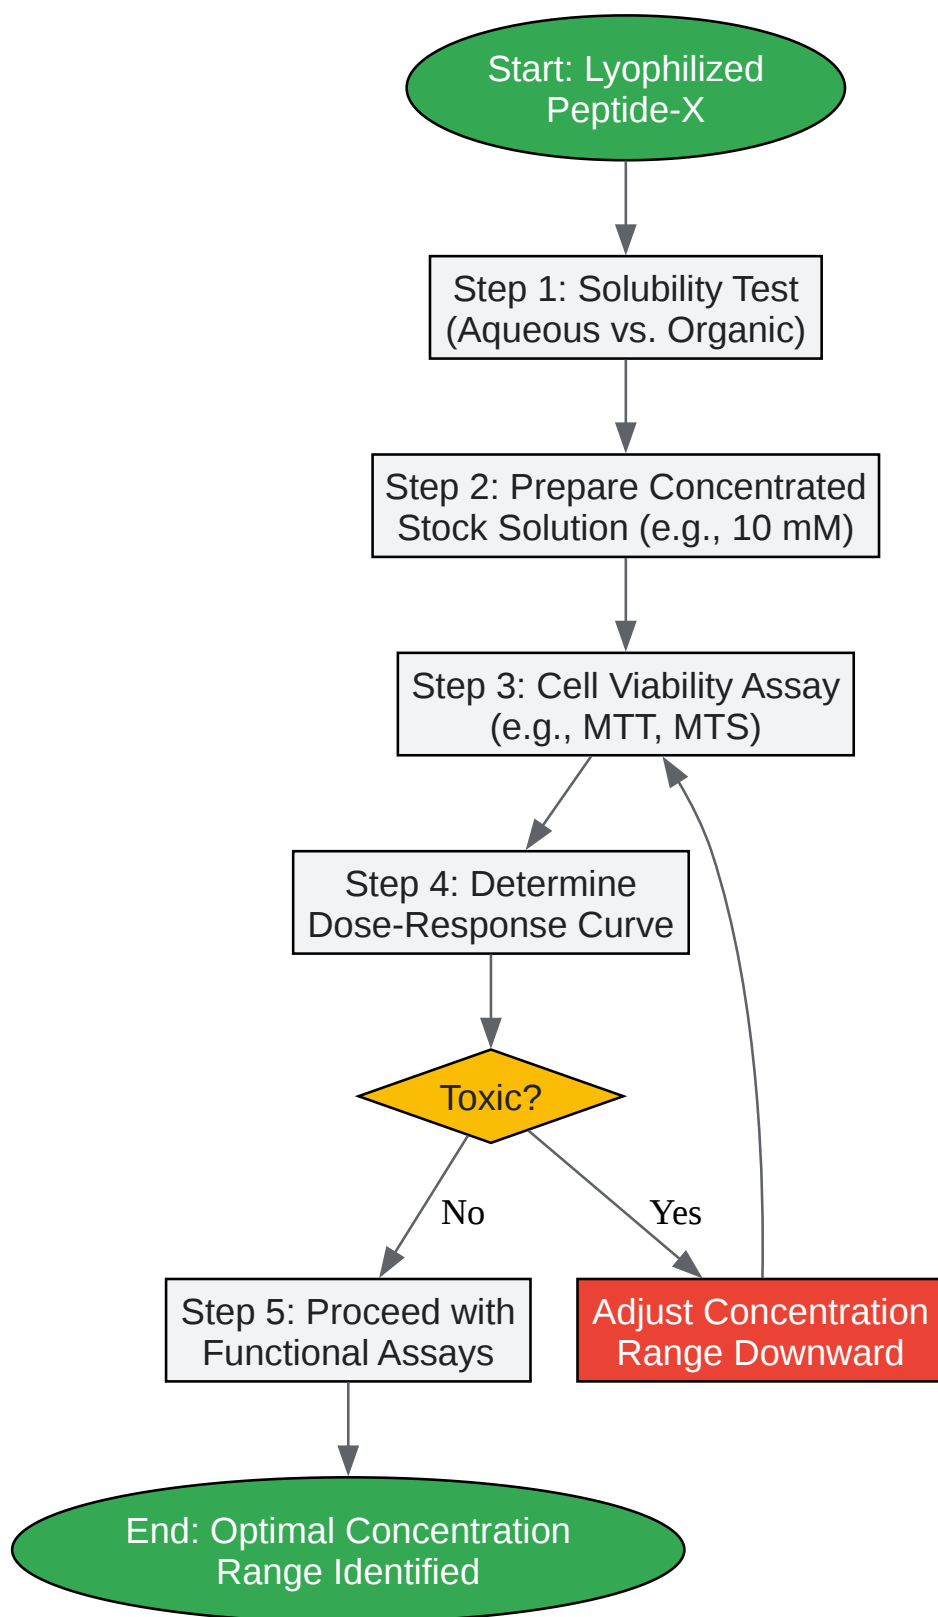 Start: Lyophilized
Peptide-X
Step 1: Solubility Test
(Aqueous vs. Organic)
Step 2: Prepare Concentrated
Stock Solution (e.g., 10 mM)
Step 3: Cell Viability Assay
(e.g., MTT, MTS)
Step 4: Determine
Dose-Response Curve
Toxic?
No
Yes
Step 5: Proceed with
Functional Assays
Adjust Concentration
Range Downward
End: Optimal Concentration
Range Identified